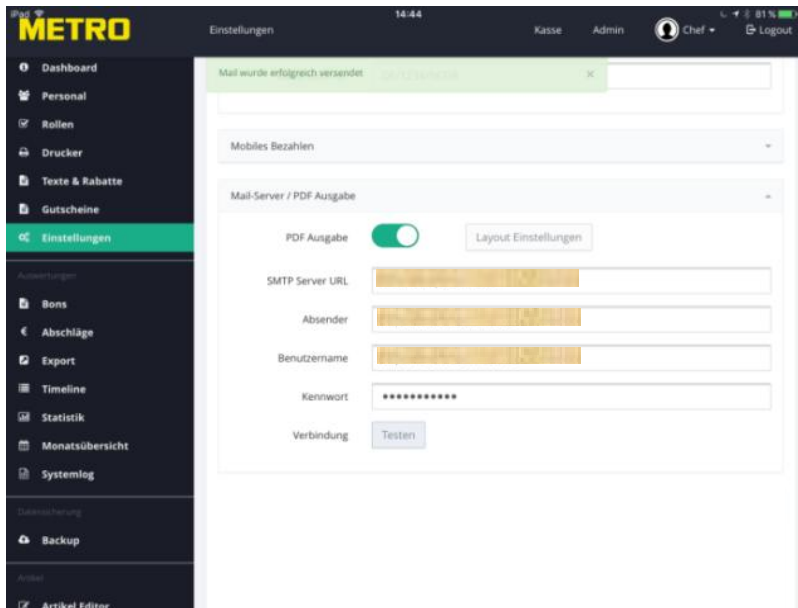 iPad 14:44 81 %
METRO
Einstellungen Kasse Admin Chef Logout
Dashboard
Personal
Rollen
Drucker
Texte & Rabatte
Gutscheine
Einstellungen
Auswertungen
Bons
Abschläge
Export
Timeline
Statistik
Monatsübersicht
Systemlog
Datensicherung
Backup
Artikel
Artikel Editor
Mail wurde erfolgreich versendet ×
Mobiles Bezahlen
Mail-Server / PDF Ausgabe
PDF Ausgabe Layout Einstellungen
SMTP Server URL
Absender
Benutzername
Kennwort •••••••••••
Verbindung Testen